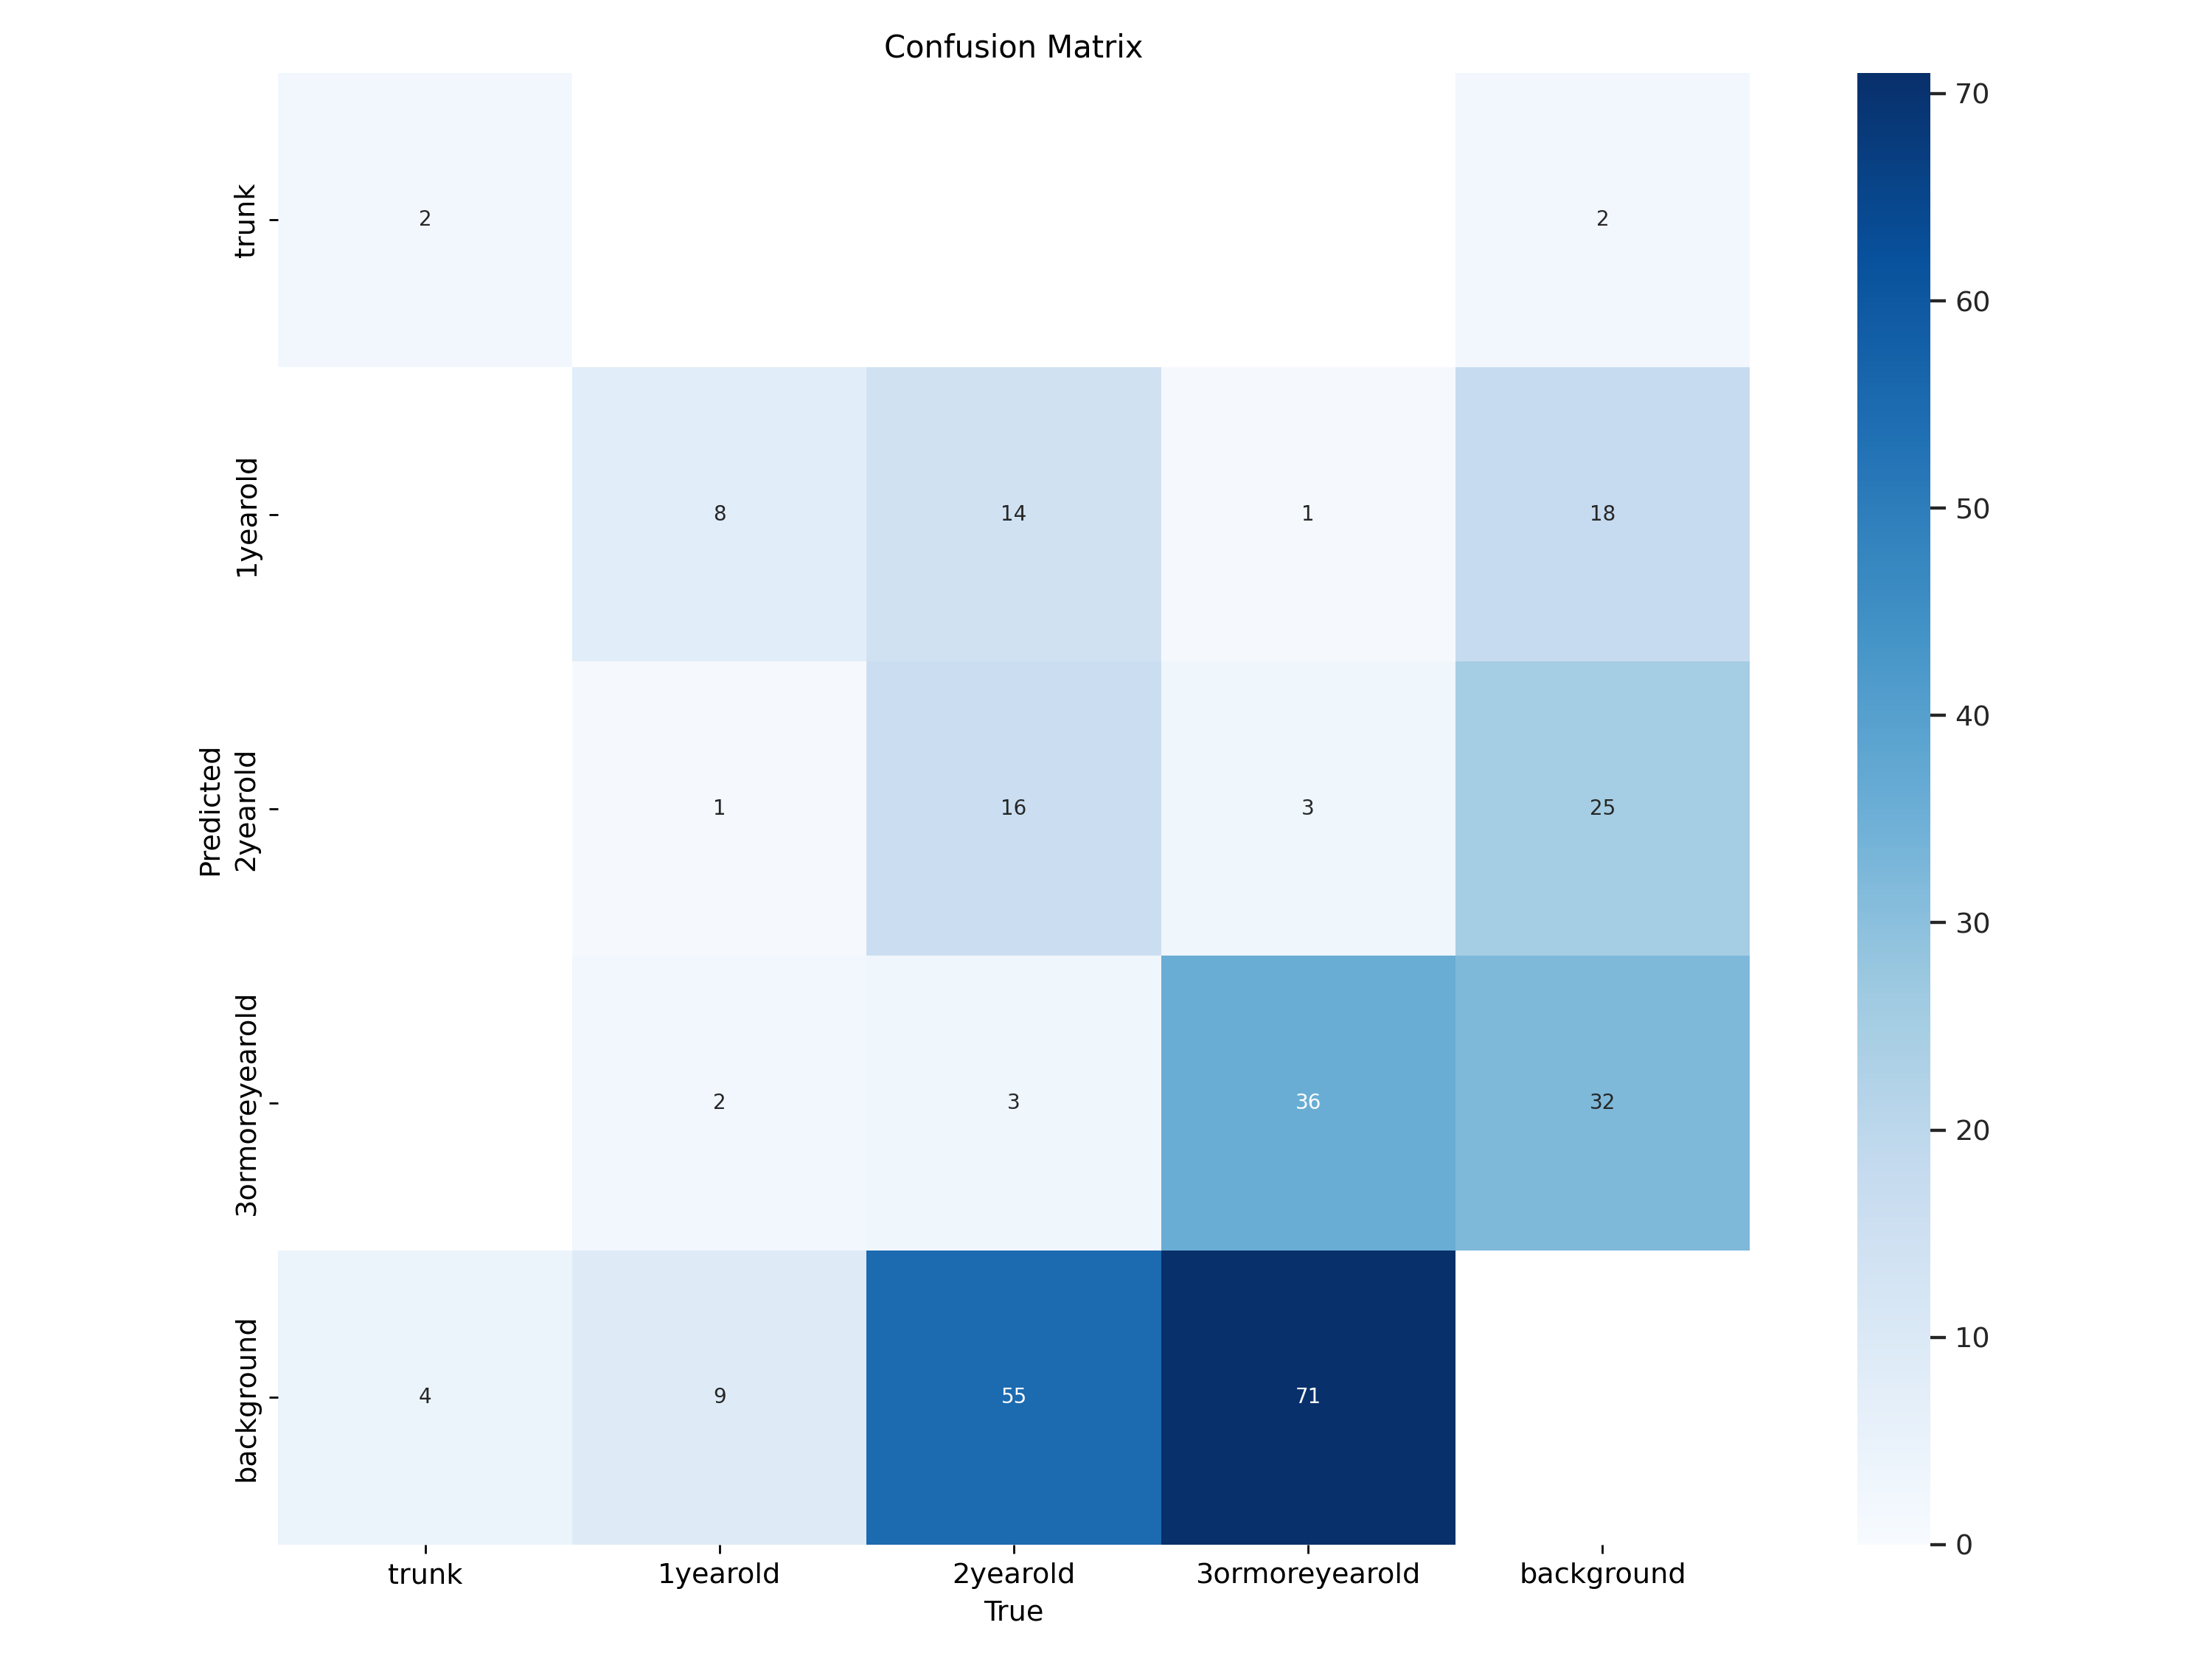 Confusion Matrix
trunk
1yearold
2yearold
3ormoreyearold
background
Predicted
2 2
8 14 1 18
1 16 3 25
2 3 36 32
4 9 55 71
70
60
50
40
30
20
10
0
trunk 1yearold 2yearold 3ormoreyearold background
True